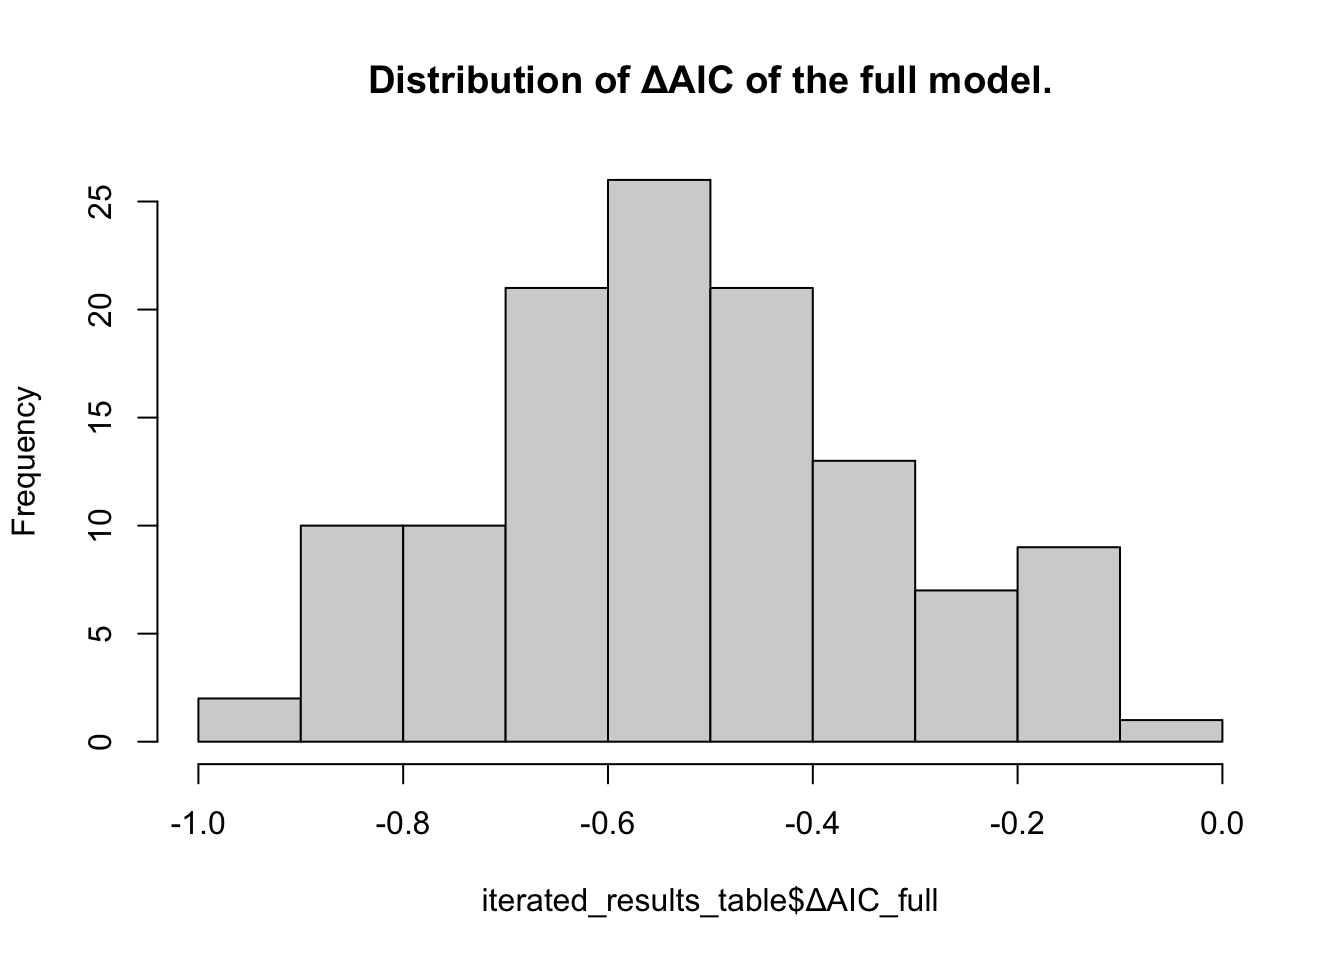 Distribution of ΔAIC of the full model.
Frequency
25
20
15
10
5
0
-1.0 -0.8 -0.6 -0.4 -0.2 0.0
iterated_results_table$ΔAIC_full